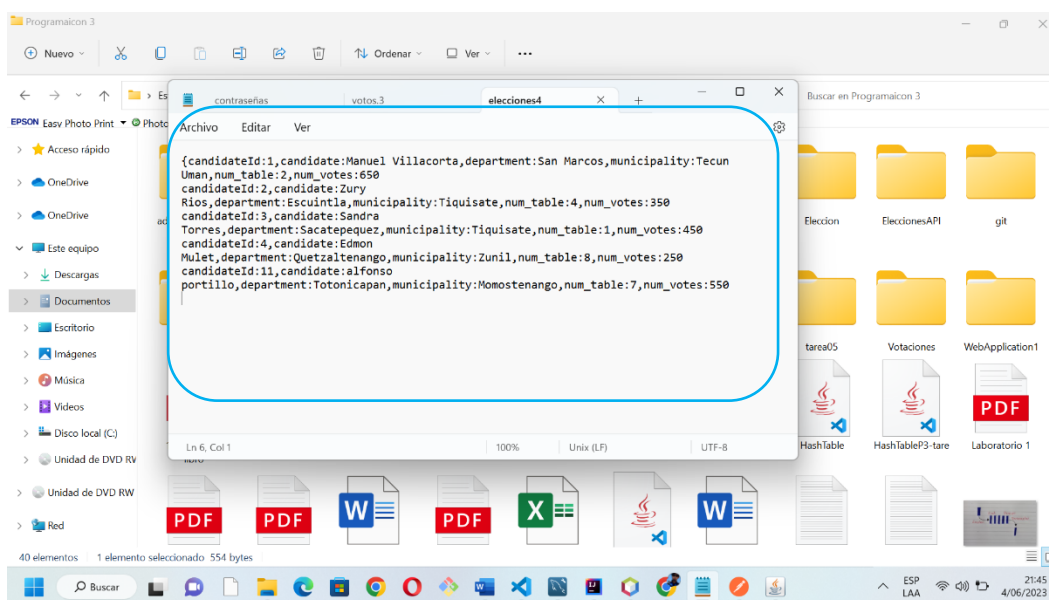 Programaicon 3
Nuevo
Ordenar
Ver
Es
Buscar en Programaicon 3
EPSON Easy Photo Print
Photo
contraseñas
votos.3
elecciones4
Archivo
Editar
Ver
{candidateId:1,candidate:Manuel Villacorta,department:San Marcos,municipality:Tecun
Uman,num_table:2,num_votes:650
candidateId:2,candidate:Zury
Rios,department:Escuintla,municipality:Tiquisate,num_table:4,num_votes:350
candidateId:3,candidate:Sandra
Torres,department:Sacatepequez,municipality:Tiquisate,num_table:1,num_votes:450
candidateId:4,candidate:Edmon
Mulet,department:Quetzaltenango,municipality:Zunil,num_table:8,num_votes:250
candidateId:11,candidate:alfonso
portillo,department:Totonicapan,municipality:Momostenango,num_table:7,num_votes:550
Ln 6, Col 1
100%
Unix (LF)
UTF-8
Acceso rápido
OneDrive
OneDrive
Este equipo
Descargas
Documentos
Escritorio
Imágenes
Música
Videos
Disco local (C:)
Unidad de DVD RW
Unidad de DVD RW
Red
ad
Eleccion
EleccionesAPI
git
tarea05
Votaciones
WebApplication1
HashTable
HashTableP3-tare
PDF
Laboratorio 1
libro
PDF
PDF
W
PDF
X
W
40 elementos
1 elemento seleccionado 554 bytes
Buscar
ESP
LAA
21:45
4/06/2023